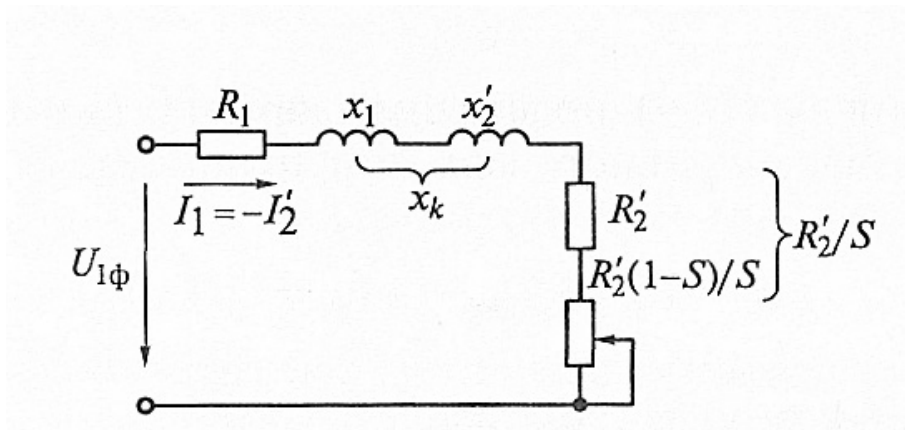 R₁ x₁ x₂′
xₖ
I₁ = −I₂′
R₂′
U₁ф
R₂′(1−S)/S
R₂′/S